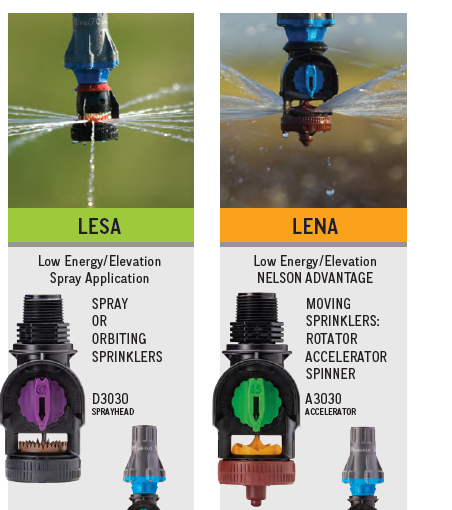 LESA
Low Energy/Elevation
Spray Application
SPRAY
OR
ORBITING
SPRINKLERS
D3030
SPRAYHEAD
LENA
Low Energy/Elevation
NELSON ADVANTAGE
MOVING
SPRINKLERS:
ROTATOR
ACCELERATOR
SPINNER
A3030
ACCELERATOR